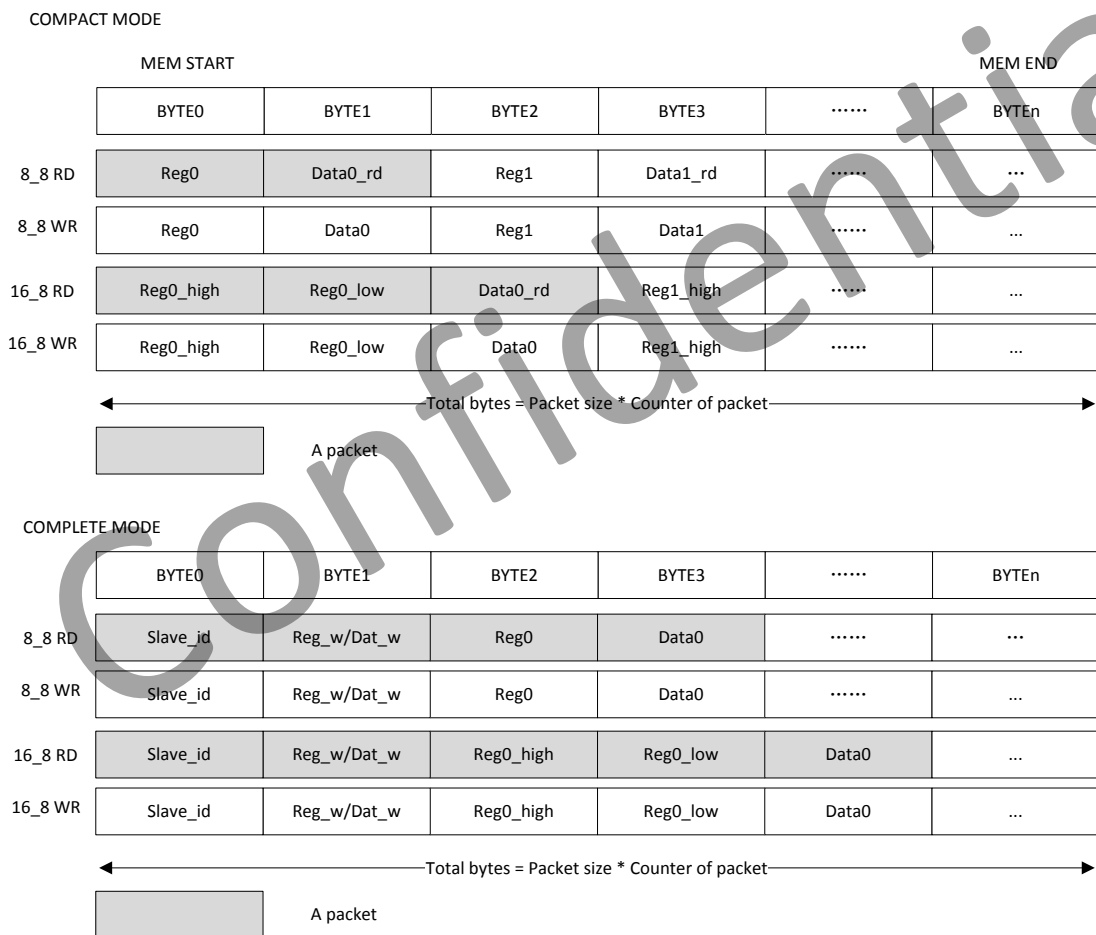 COMPACT MODE
MEM START MEM END
BYTE0 BYTE1 BYTE2 BYTE3 ...... BYTEn
8_8 RD Reg0 Data0_rd Reg1 Data1_rd ...... ...
8_8 WR Reg0 Data0 Reg1 Data1 ...... ...
16_8 RD Reg0_high Reg0_low Data0_rd Reg1_high ...... ...
16_8 WR Reg0_high Reg0_low Data0 Reg1_high ...... ...
Total bytes = Packet size * Counter of packet
A packet
COMPLETE MODE
BYTE0 BYTE1 BYTE2 BYTE3 ...... BYTEn
8_8 RD Slave_id Reg_w/Dat_w Reg0 Data0 ...... ...
8_8 WR Slave_id Reg_w/Dat_w Reg0 Data0 ...... ...
16_8 RD Slave_id Reg_w/Dat_w Reg0_high Reg0_low Data0 ...
16_8 WR Slave_id Reg_w/Dat_w Reg0_high Reg0_low Data0 ...
Total bytes = Packet size * Counter of packet
A packet
Confidentia